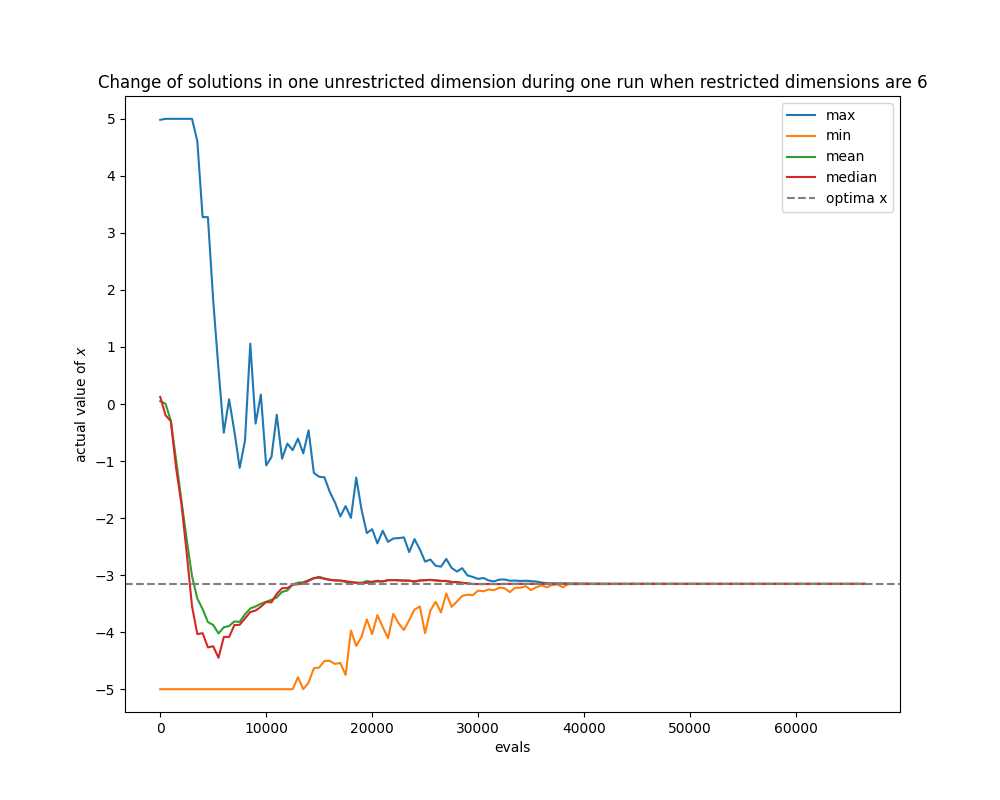 Change of solutions in one unrestricted dimension during one run when restricted dimensions are 6
max
min
mean
median
optima x
5
4
3
2
1
0
−1
−2
−3
−4
−5
actual value of x
0
10000
20000
30000
40000
50000
60000
evals